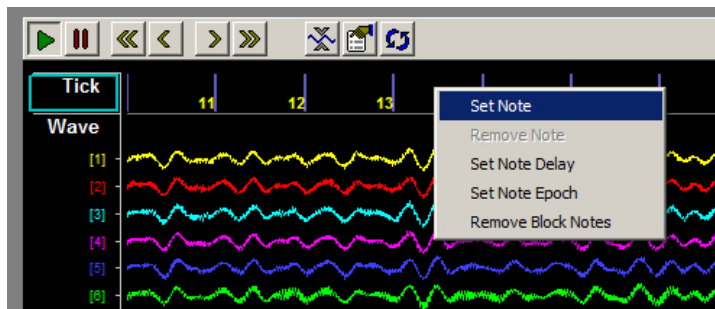 Tick
11 12 13
Set Note
Wave
Remove Note
[1]
Set Note Delay
[2]
Set Note Epoch
[3]
Remove Block Notes
[4]
[5]
[6]